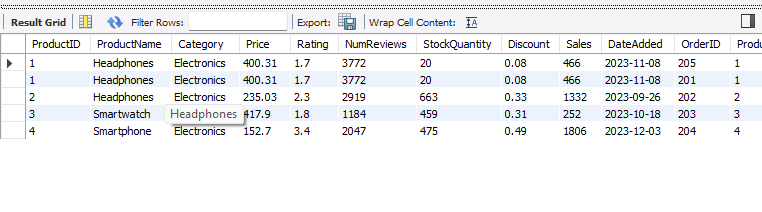 Result Grid Filter Rows: Export: Wrap Cell Content:
ProductID ProductName Category Price Rating NumReviews StockQuantity Discount Sales DateAdded OrderID Produ
1 Headphones Electronics 400.31 1.7 3772 20 0.08 466 2023-11-08 205 1
1 Headphones Electronics 400.31 1.7 3772 20 0.08 466 2023-11-08 201 1
2 Headphones Electronics 235.03 2.3 2919 663 0.33 1332 2023-09-26 202 2
3 Smartwatch Headphones 417.9 1.8 1184 459 0.31 252 2023-10-18 203 3
4 Smartphone Electronics 152.7 3.4 2047 475 0.49 1806 2023-12-03 204 4